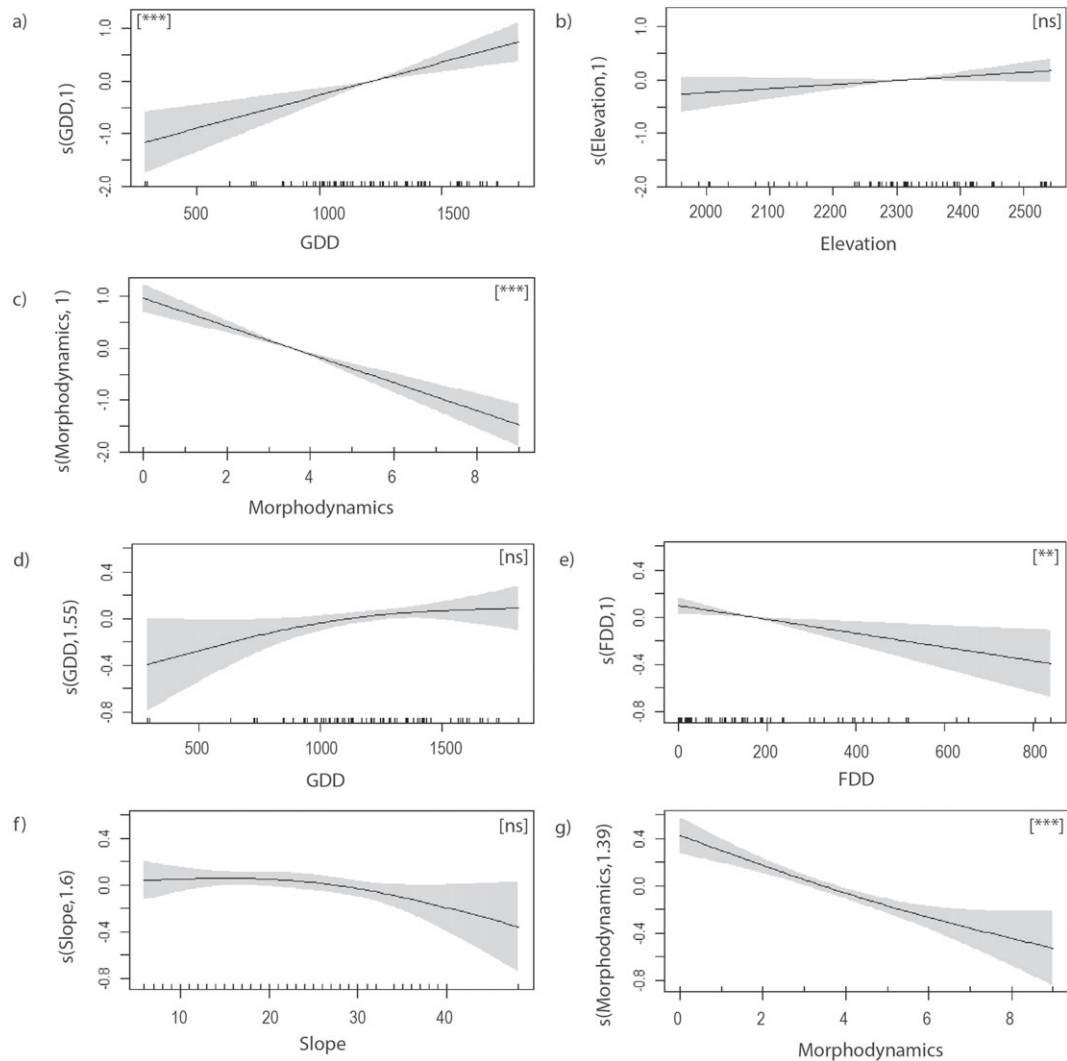 a)
[***]
s(GDD,1)
1.0
0.0
-1.0
-2.0
500
1000
1500
GDD
b)
[ns]
s(Elevation,1)
1.0
0.0
-1.0
-2.0
2000
2100
2200
2300
2400
2500
Elevation
c)
[***]
s(Morphodynamics, 1)
1.0
0.0
-1.0
-2.0
0
2
4
6
8
Morphodynamics
d)
[ns]
s(GDD,1.55)
0.4
0.0
-0.4
-0.8
500
1000
1500
GDD
e)
[**]
s(FDD,1)
0.4
0.0
-0.4
-0.8
0
200
400
600
800
FDD
f)
[ns]
s(Slope,1.6)
0.4
0.0
-0.4
-0.8
10
20
30
40
Slope
g)
[***]
s(Morphodynamics,1.39)
0.4
0.0
-0.4
-0.8
0
2
4
6
8
Morphodynamics